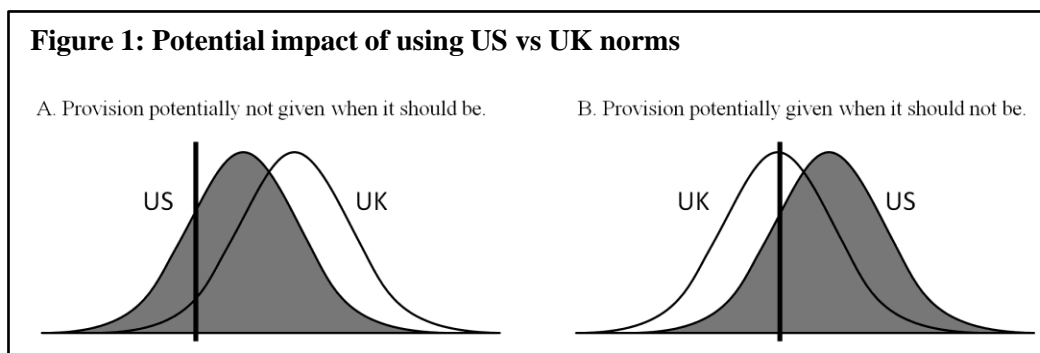 Figure 1: Potential impact of using US vs UK norms
A. Provision potentially not given when it should be.
B. Provision potentially given when it should not be.
US
UK
UK
US